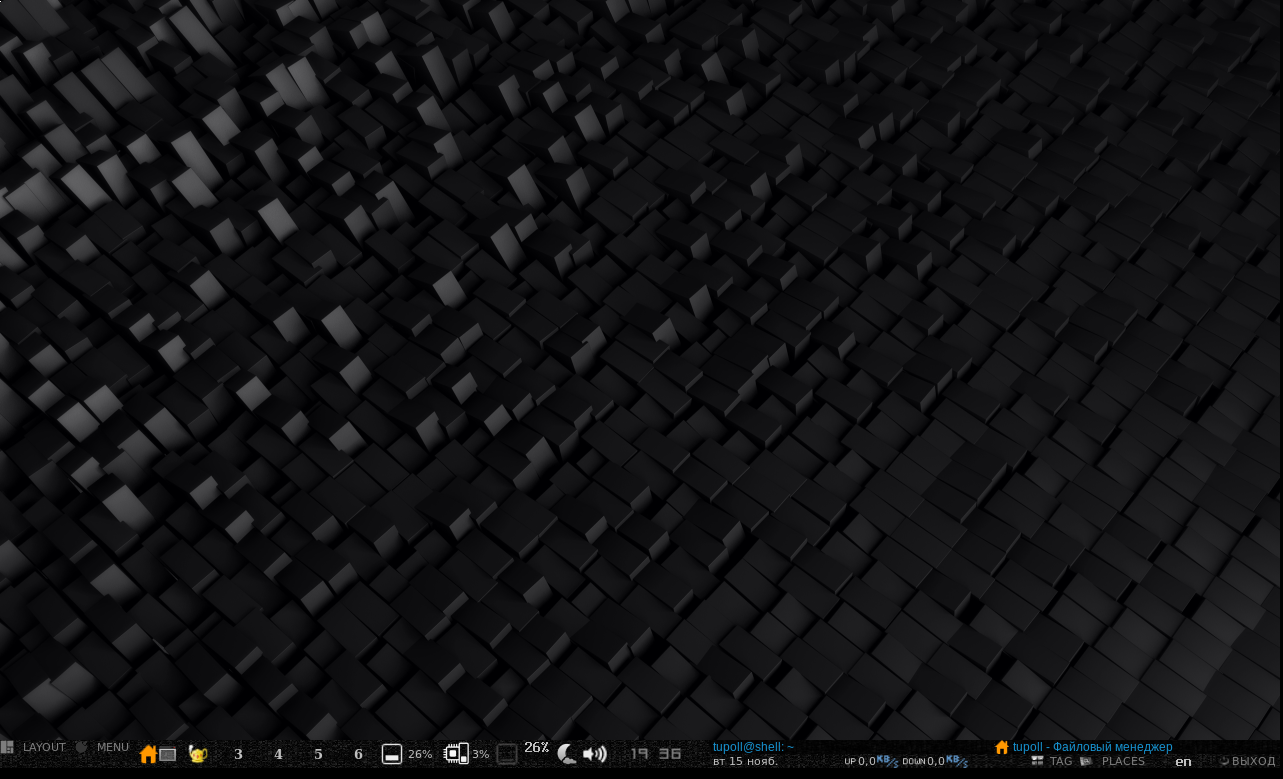 LAYOUT MENU 3 4 5 6 26% 3% 26% 19 36
tupoll@shell: ~ tupoll - Файловый менеджер
вт 15 нояб. UP 0,0 KB/s DOWN 0,0 KB/s TAG PLACES en ВЫХОД